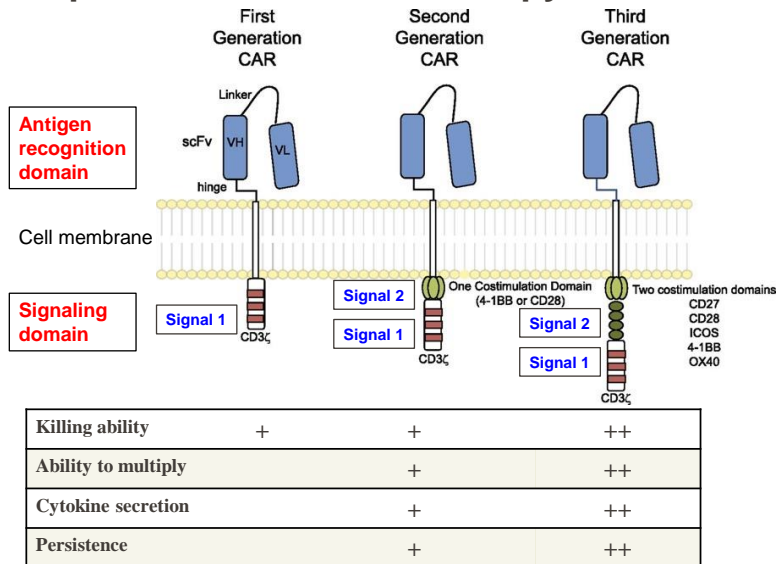 First
Generation
CAR
Second
Generation
CAR
Third
Generation
CAR
Antigen
recognition
domain
Linker
scFv
VH
VL
hinge
Cell membrane
Signaling
domain
Signal 1
CD3ζ
Signal 2
Signal 1
One Costimulation Domain
(4-1BB or CD28)
CD3ζ
Signal 2
Signal 1
Two costimulation domains
CD27
CD28
ICOS
4-1BB
OX40
CD3ζ
Killing ability + + ++
Ability to multiply + ++
Cytokine secretion + ++
Persistence + ++